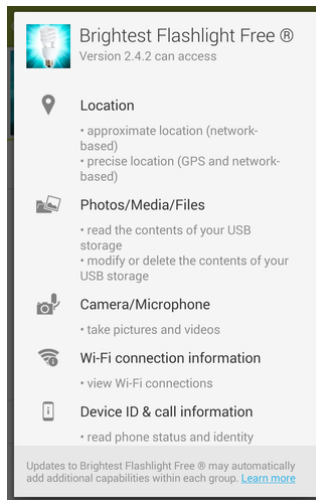 Brightest Flashlight Free ®
Version 2.4.2 can access
Location
• approximate location (network-
based)
• precise location (GPS and network-
based)
Photos/Media/Files
• read the contents of your USB
storage
• modify or delete the contents of your
USB storage
Camera/Microphone
• take pictures and videos
Wi-Fi connection information
• view Wi-Fi connections
Device ID & call information
• read phone status and identity
Updates to Brightest Flashlight Free ® may automatically
add additional capabilities within each group. Learn more